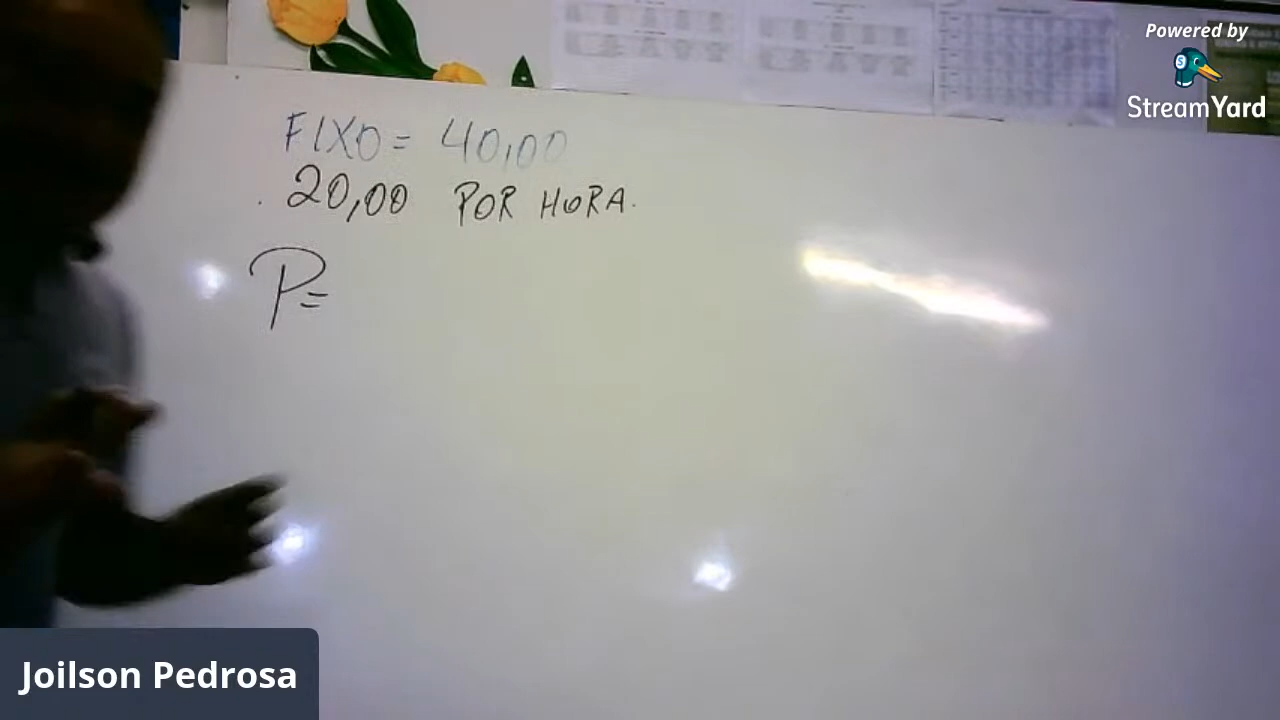 Powered by
StreamYard
FIXO = 40,00
20,00 POR HORA.
P=
Joilson Pedrosa